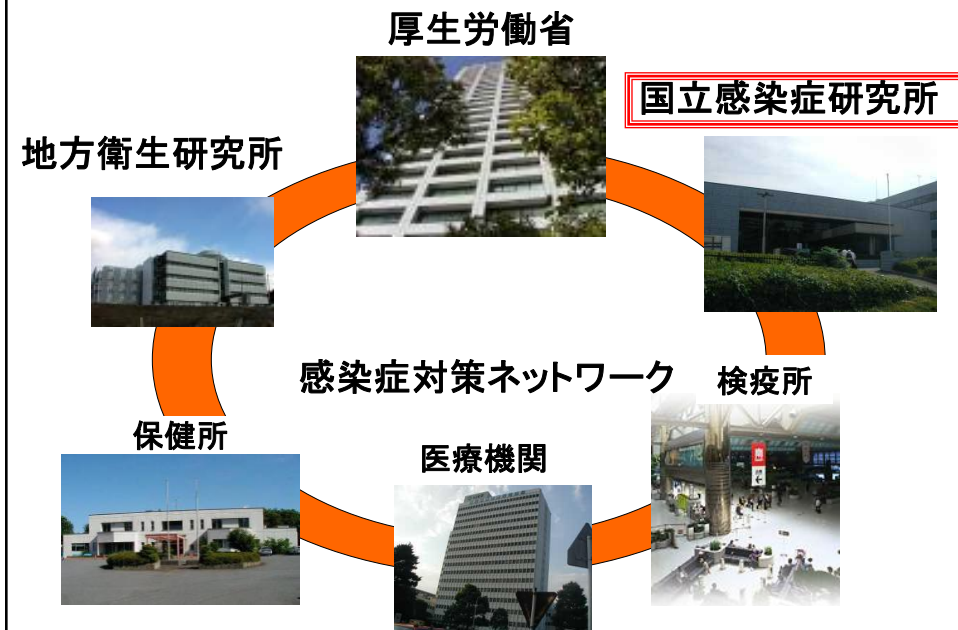 厚生労働省
国立感染症研究所
地方衛生研究所
感染症対策ネットワーク
検疫所
保健所
医療機関